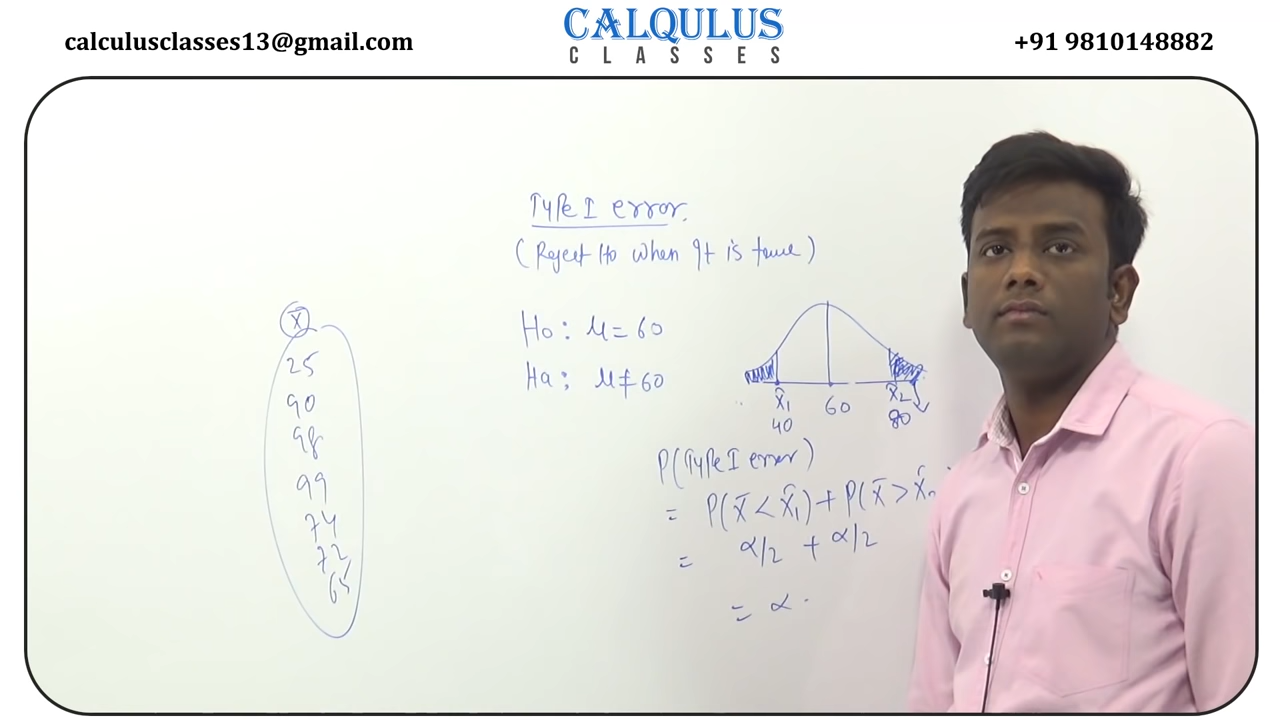 calculusclasses13@gmail.com
CALQULUS
CLASSES
+91 9810148882
Type I error.
(Reject Ho when It is true)
Ho: μ = 60
Ha: μ ≠ 60
X̄
25
90
98
99
74
72
65
x̂₁ 60 x̂₂
40 80
P(Type I error)
= P(X̄ < x̂₁) + P(X̄ > x̂₂
= α/2 + α/2
= α.